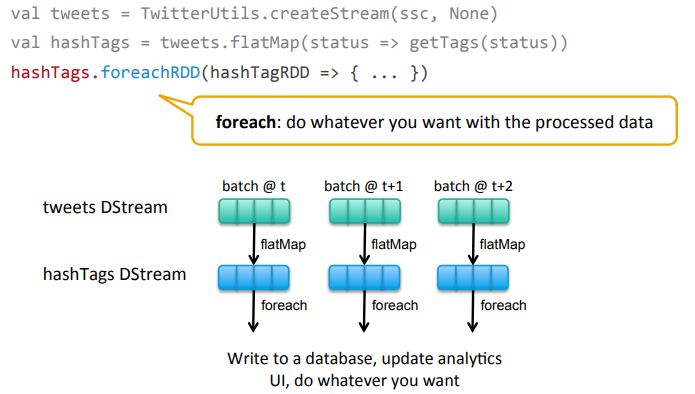 val tweets = TwitterUtils.createStream(ssc, None)
val hashTags = tweets.flatMap(status => getTags(status))
hashTags.foreachRDD(hashTagRDD => { ... })
foreach: do whatever you want with the processed data
batch @ t
batch @ t+1
batch @ t+2
tweets DStream
flatMap
flatMap
flatMap
hashTags DStream
foreach
foreach
foreach
Write to a database, update analytics
UI, do whatever you want